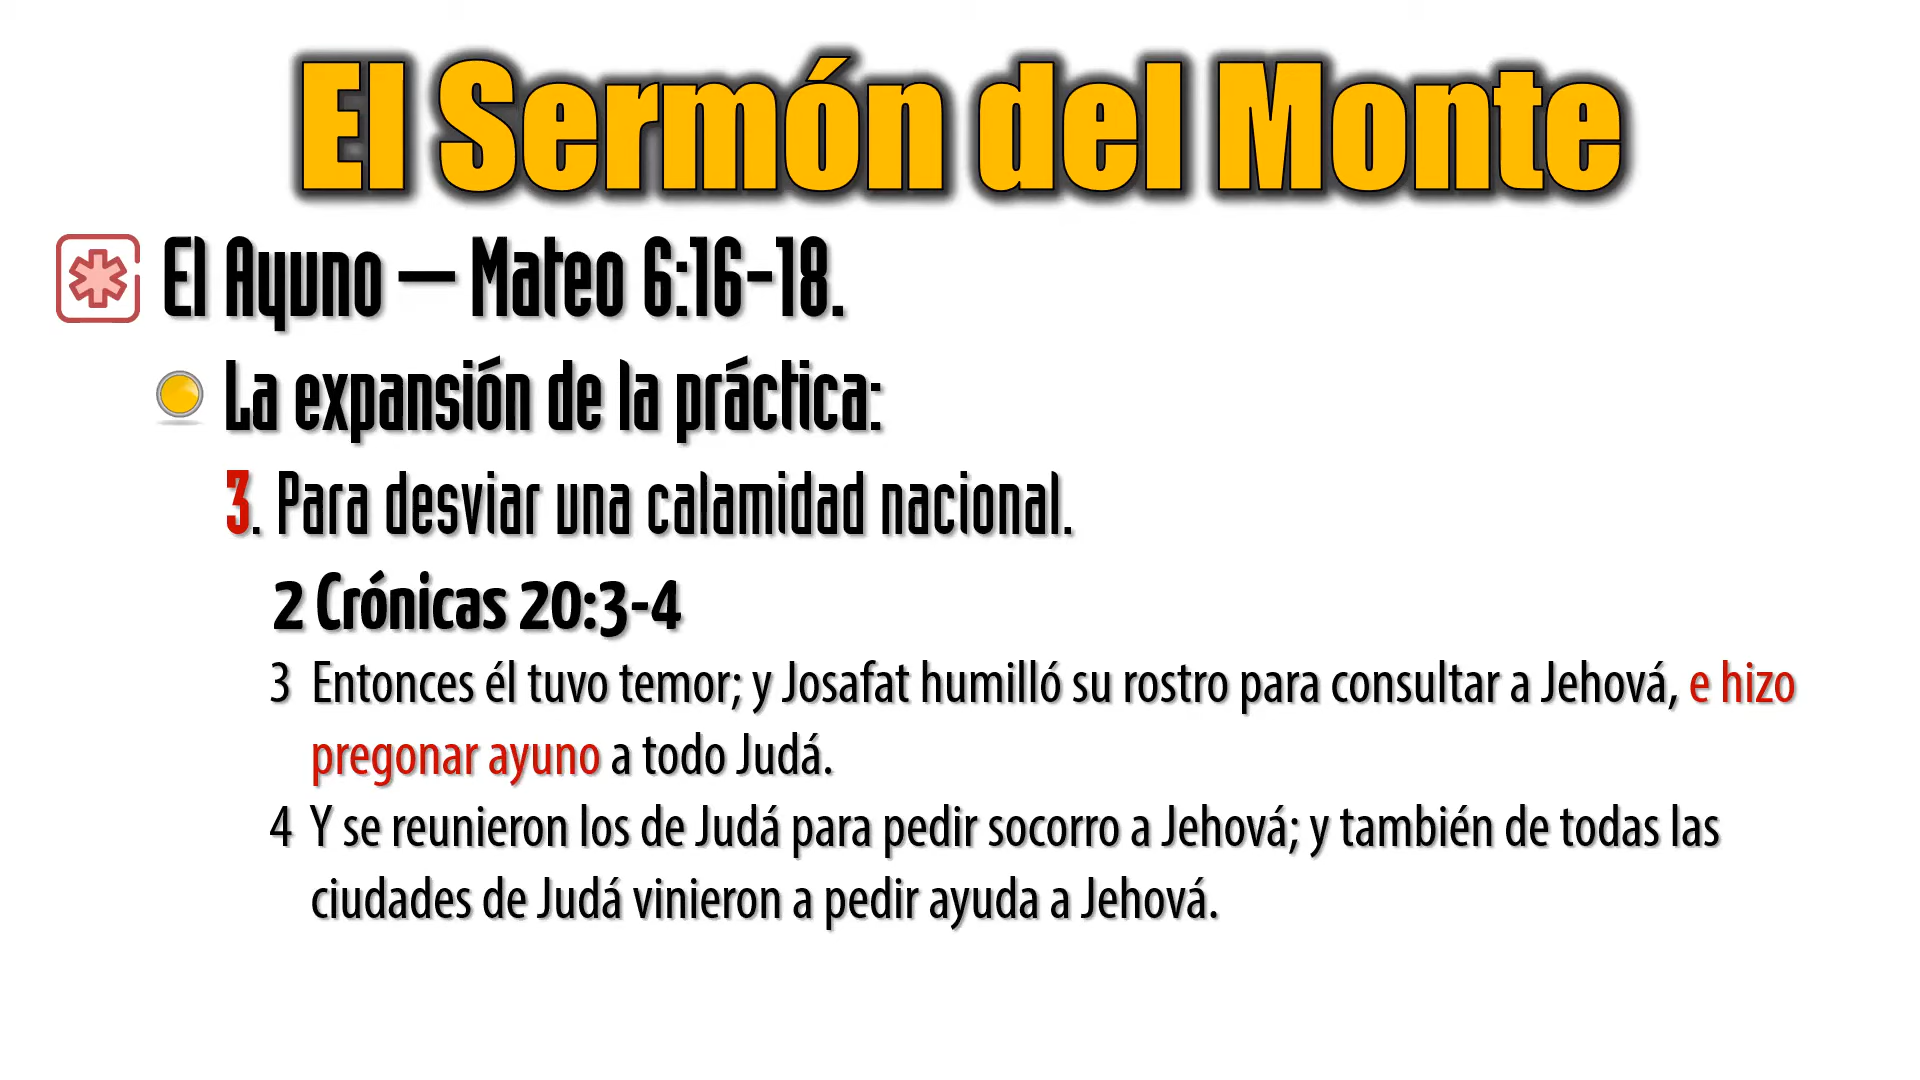 El Sermón del Monte
El Ayuno – Mateo 6:16-18.
La expansión de la práctica:
3. Para desviar una calamidad nacional.
2 Crónicas 20:3-4
3 Entonces él tuvo temor; y Josafat humilló su rostro para consultar a Jehová, e hizo
pregonar ayuno a todo Judá.
4 Y se reunieron los de Judá para pedir socorro a Jehová; y también de todas las
ciudades de Judá vinieron a pedir ayuda a Jehová.